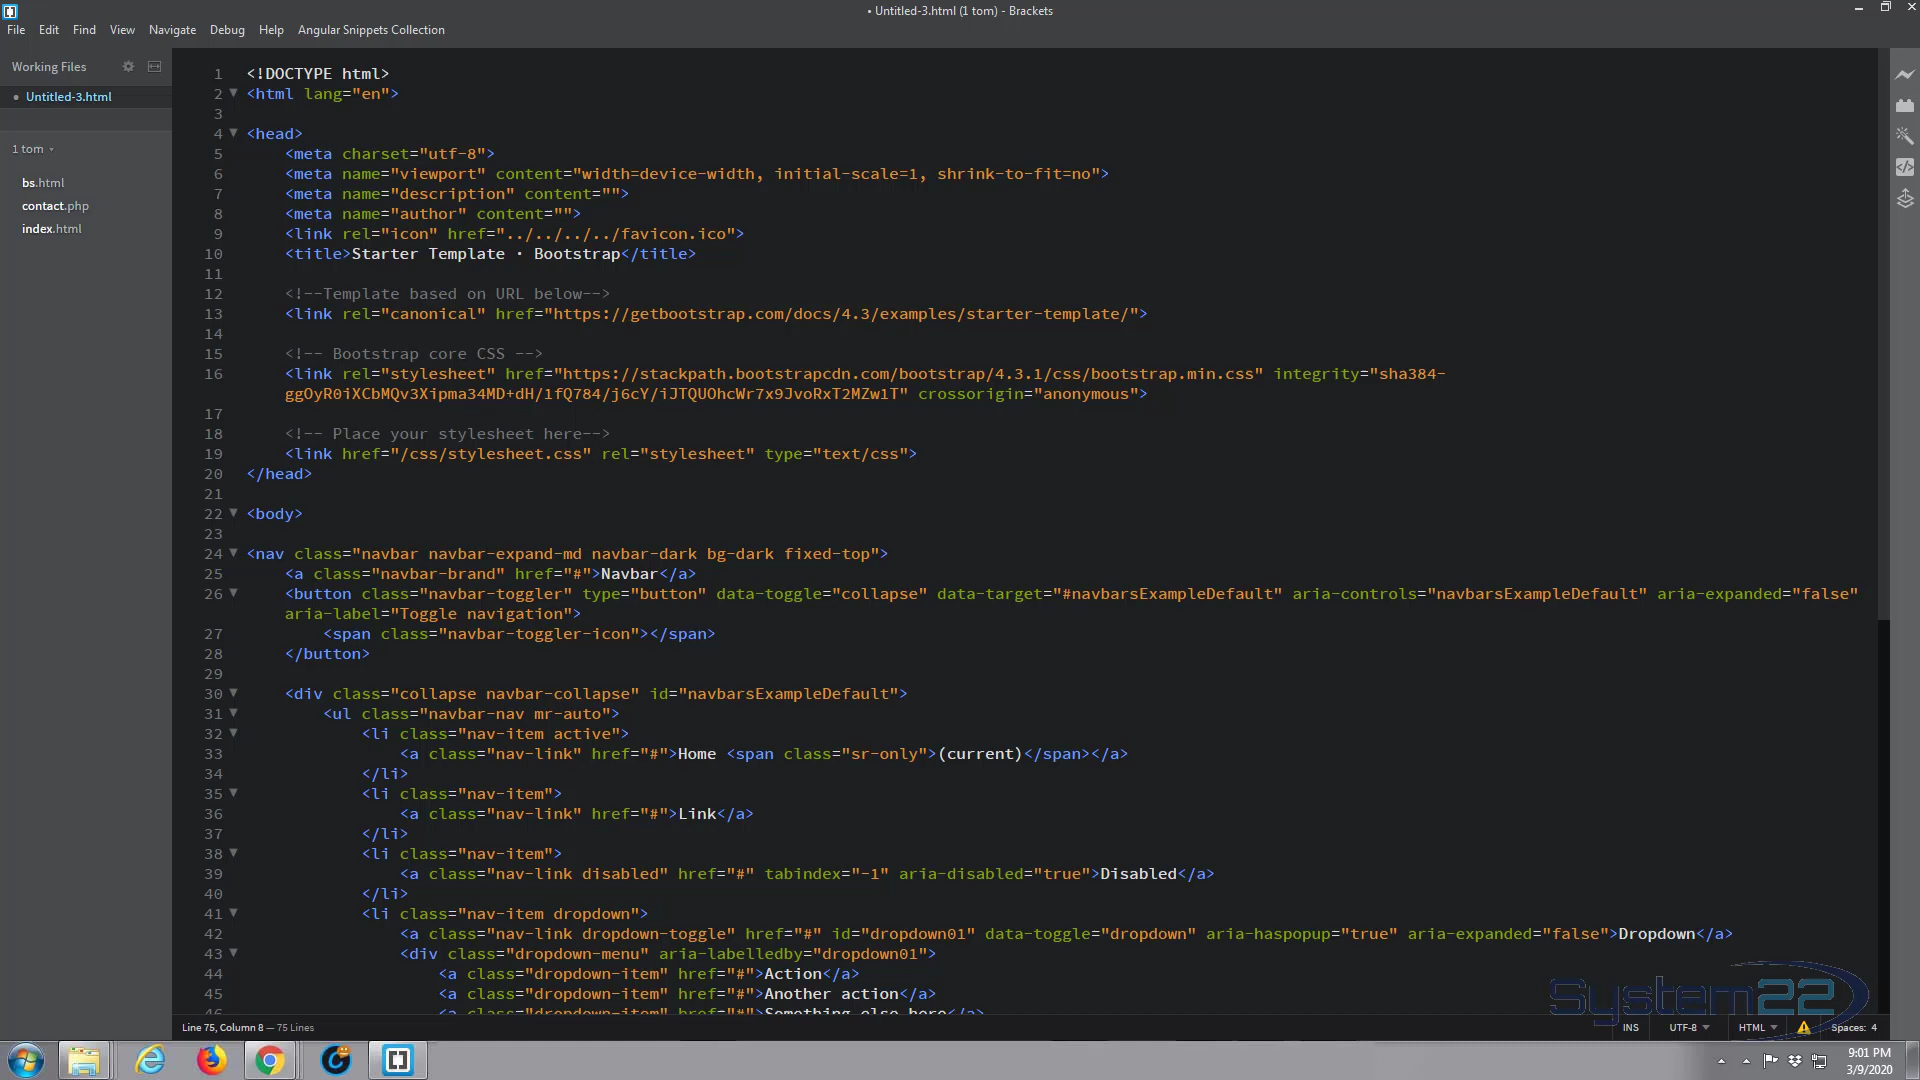 • Untitled-3.html (1 tom) - Brackets
File Edit Find View Navigate Debug Help Angular Snippets Collection
Working Files
• Untitled-3.html
1 tom
bs.html
contact.php
index.html
1 <!DOCTYPE html>
2 <html lang="en">
3
4 <head>
5 <meta charset="utf-8">
6 <meta name="viewport" content="width=device-width, initial-scale=1, shrink-to-fit=no">
7 <meta name="description" content="">
8 <meta name="author" content="">
9 <link rel="icon" href="../../../../favicon.ico">
10 <title>Starter Template · Bootstrap</title>
11
12 <!--Template based on URL below-->
13 <link rel="canonical" href="https://getbootstrap.com/docs/4.3/examples/starter-template/">
14
15 <!-- Bootstrap core CSS -->
16 <link rel="stylesheet" href="https://stackpath.bootstrapcdn.com/bootstrap/4.3.1/css/bootstrap.min.css" integrity="sha384-
ggOyR0iXCbMQv3Xipma34MD+dH/1fQ784/j6cY/iJTQUOhcWr7x9JvoRxT2MZw1T" crossorigin="anonymous">
17
18 <!-- Place your stylesheet here-->
19 <link href="/css/stylesheet.css" rel="stylesheet" type="text/css">
20 </head>
21
22 <body>
23
24 <nav class="navbar navbar-expand-md navbar-dark bg-dark fixed-top">
25 <a class="navbar-brand" href="#">Navbar</a>
26 <button class="navbar-toggler" type="button" data-toggle="collapse" data-target="#navbarsExampleDefault" aria-controls="navbarsExampleDefault" aria-expanded="false"
aria-label="Toggle navigation">
27 <span class="navbar-toggler-icon"></span>
28 </button>
29
30 <div class="collapse navbar-collapse" id="navbarsExampleDefault">
31 <ul class="navbar-nav mr-auto">
32 <li class="nav-item active">
33 <a class="nav-link" href="#">Home <span class="sr-only">(current)</span></a>
34 </li>
35 <li class="nav-item">
36 <a class="nav-link" href="#">Link</a>
37 </li>
38 <li class="nav-item">
39 <a class="nav-link disabled" href="#" tabindex="-1" aria-disabled="true">Disabled</a>
40 </li>
41 <li class="nav-item dropdown">
42 <a class="nav-link dropdown-toggle" href="#" id="dropdown01" data-toggle="dropdown" aria-haspopup="true" aria-expanded="false">Dropdown</a>
43 <div class="dropdown-menu" aria-labelledby="dropdown01">
44 <a class="dropdown-item" href="#">Action</a>
45 <a class="dropdown-item" href="#">Another action</a>
46 <a class="dropdown-item" href="#">Something else here</a>
System22
Line 75, Column 8 — 75 Lines
INS UTF-8 HTML Spaces: 4
9:01 PM
3/9/2020